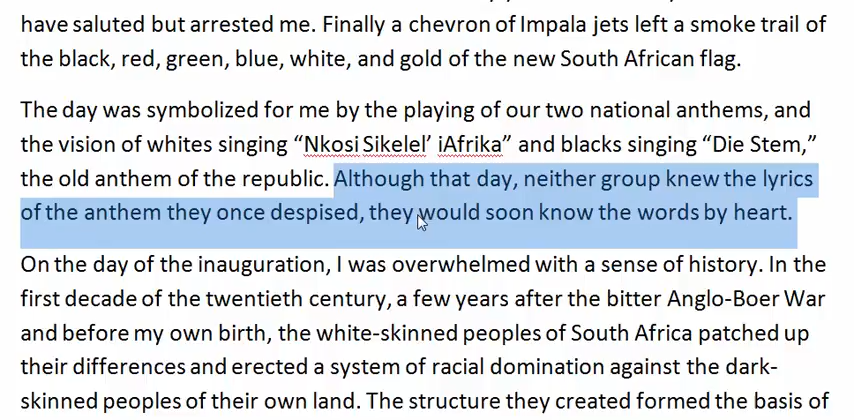 have saluted but arrested me. Finally a chevron of Impala jets left a smoke trail of
the black, red, green, blue, white, and gold of the new South African flag.
The day was symbolized for me by the playing of our two national anthems, and
the vision of whites singing “Nkosi Sikelel’ iAfrika” and blacks singing “Die Stem,”
the old anthem of the republic. Although that day, neither group knew the lyrics
of the anthem they once despised, they would soon know the words by heart.
On the day of the inauguration, I was overwhelmed with a sense of history. In the
first decade of the twentieth century, a few years after the bitter Anglo-Boer War
and before my own birth, the white-skinned peoples of South Africa patched up
their differences and erected a system of racial domination against the dark-
skinned peoples of their own land. The structure they created formed the basis of